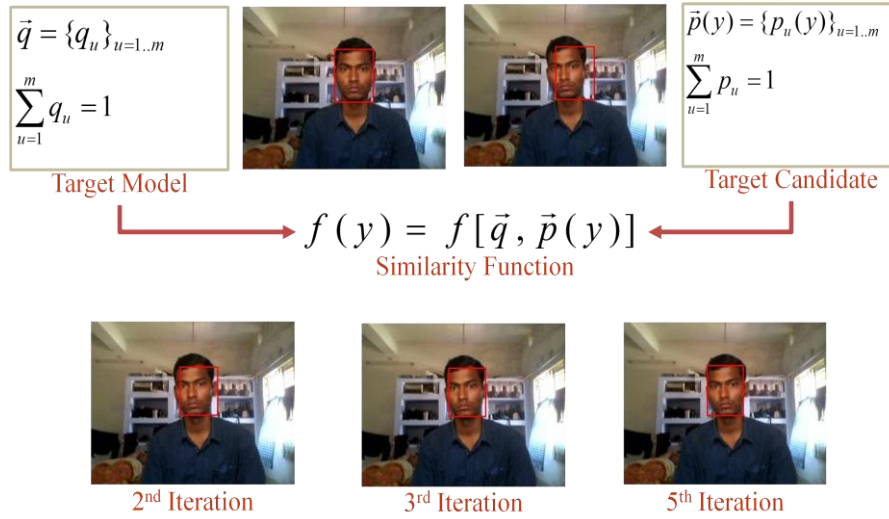 q⃗ = {q_u}_{u=1..m}
∑_{u=1}^{m} q_u = 1
Target Model
p⃗(y) = {p_u(y)}_{u=1..m}
∑_{u=1}^{m} p_u = 1
Target Candidate
f(y) = f[q⃗, p⃗(y)]
Similarity Function
2nd Iteration
3rd Iteration
5th Iteration